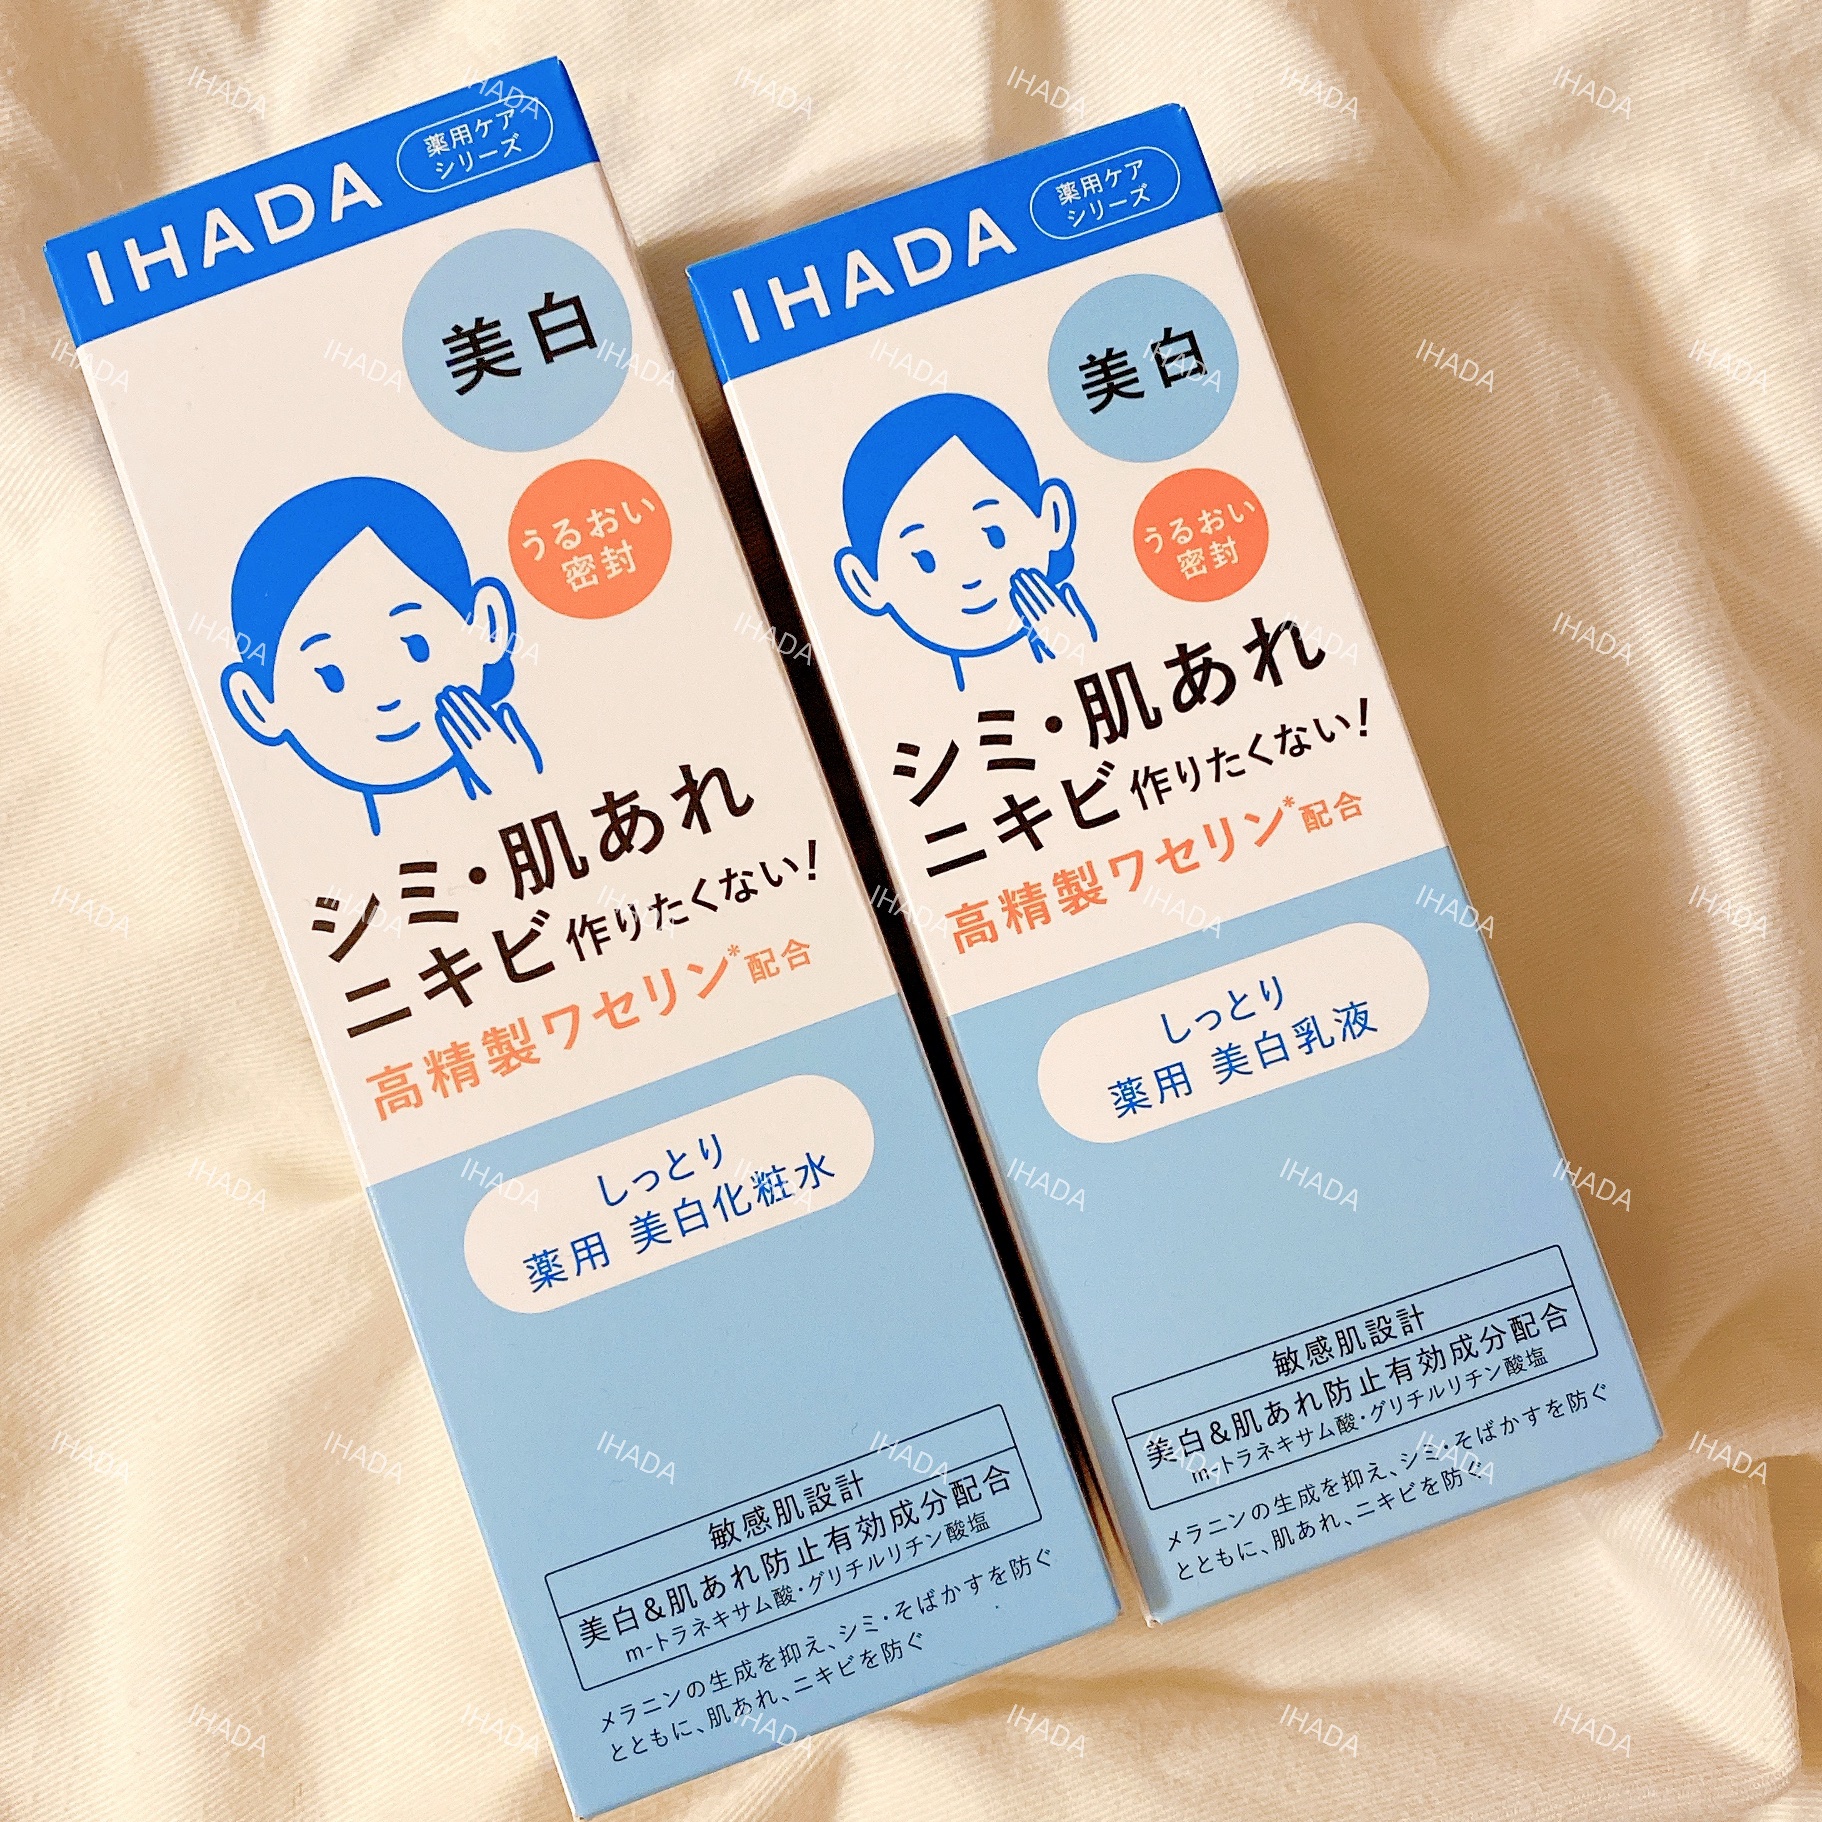 IHADA
薬用ケア
シリーズ
美白
うるおい
密封
シミ・肌あれ
ニキビ作りたくない!
高精製ワセリン*配合
しっとり
薬用 美白化粧水
敏感肌設計
美白&肌あれ防止有効成分配合
m-トラネキサム酸・グリチルリチン酸塩
メラニンの生成を抑え、シミ・そばかすを防ぐ
とともに、肌あれ、ニキビを防ぐ
IHADA
薬用ケア
シリーズ
美白
うるおい
密封
シミ・肌あれ
ニキビ作りたくない!
高精製ワセリン*配合
しっとり
薬用 美白乳液
敏感肌設計
美白&肌あれ防止有効成分配合
m-トラネキサム酸・グリチルリチン酸塩
メラニンの生成を抑え、シミ・そばかすを防ぐ
とともに、肌あれ、ニキビを防ぐ
IHADA